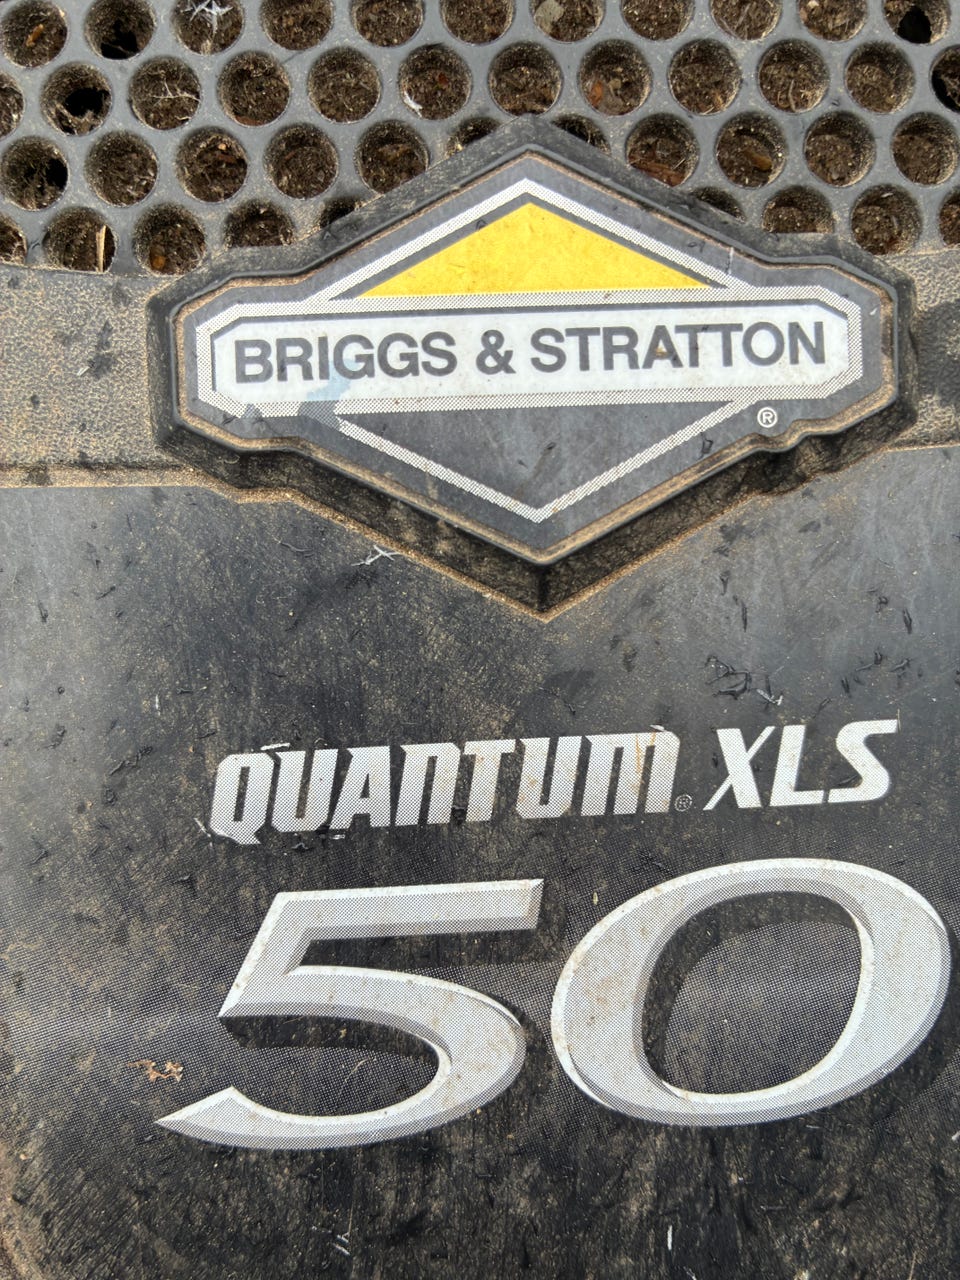 BRIGGS & STRATTON
®
QUANTUM® XLS
50